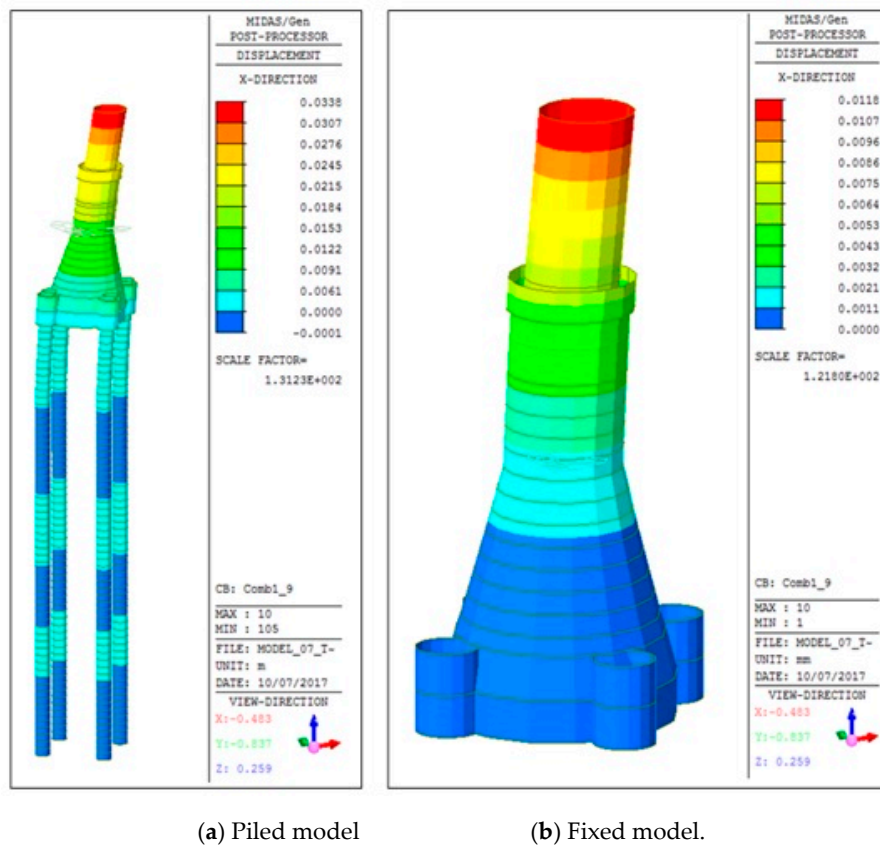 MIDAS/Gen
POST-PROCESSOR
DISPLACEMENT
X-DIRECTION
0.0338
0.0307
0.0276
0.0245
0.0215
0.0184
0.0153
0.0122
0.0091
0.0061
0.0000
-0.0001
SCALE FACTOR=
1.3123E+002
CB: Comb1_9
MAX : 10
MIN : 105
FILE: MODEL_07_T-
UNIT: m
DATE: 10/07/2017
VIEW-DIRECTION
X:-0.483
Y:-0.837
Z: 0.259
MIDAS/Gen
POST-PROCESSOR
DISPLACEMENT
X-DIRECTION
0.0118
0.0107
0.0086
0.0075
0.0064
0.0053
0.0043
0.0032
0.0021
0.0011
0.0000
SCALE FACTOR=
1.2180E+002
CB: Comb1_9
MAX : 10
MIN : 1
FILE: MODEL_07_T-
UNIT: mm
DATE: 10/07/2017
VIEW-DIRECTION
X:-0.483
Y:-0.837
Z: 0.259
(a) Piled model
(b) Fixed model.